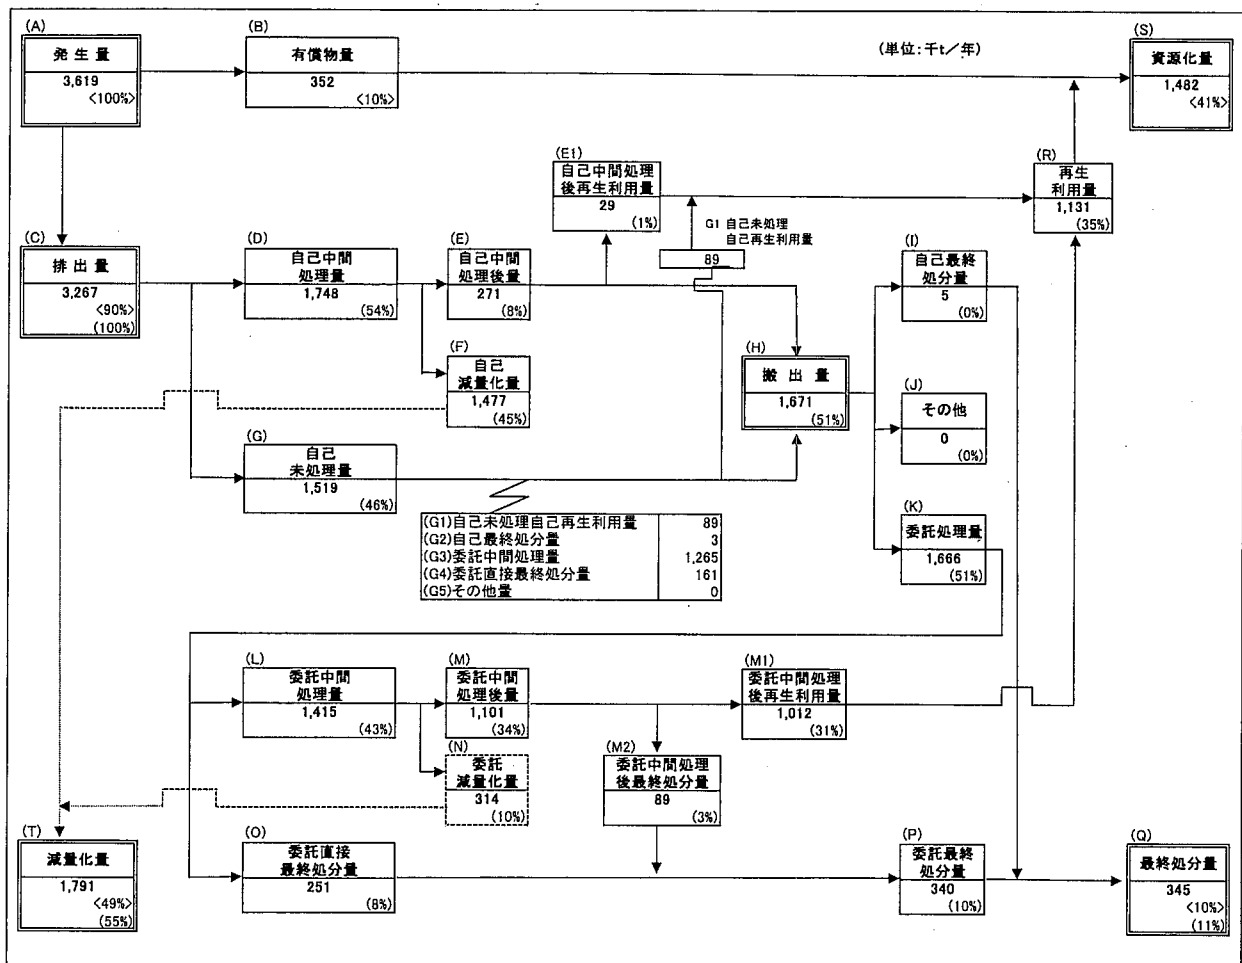 (A)
発生量
3,619
<100%>
(B)
有償物量
352
<10%>
(単位:千t/年)
(S)
資源化量
1,482
<41%>
(E1)
自己中間処理
後再生利用量
29
(1%)
G1 自己未処理
自己再生利用量
89
(R)
再生
利用量
1,131
(35%)
(C)
排出量
3,267
<90%>
(100%)
(D)
自己中間
処理量
1,748
(54%)
(E)
自己中間
処理後量
271
(8%)
(F)
自己
減量化量
1,477
(45%)
(G)
自己
未処理量
1,519
(46%)
(H)
搬出量
1,671
(51%)
(I)
自己最終
処分量
5
(0%)
(J)
その他
0
(0%)
(K)
委託処理量
1,666
(51%)
(G1)自己未処理自己再生利用量 89
(G2)自己最終処分量 3
(G3)委託中間処理量 1,265
(G4)委託直接最終処分量 161
(G5)その他量 0
(L)
委託中間
処理量
1,415
(43%)
(M)
委託中間
処理後量
1,101
(34%)
(M1)
委託中間処理
後再生利用量
1,012
(31%)
(N)
委託
減量化量
314
(10%)
(M2)
委託中間処理
後最終処分量
89
(3%)
(T)
減量化量
1,791
<49%>
(55%)
(O)
委託直接
最終処分量
251
(8%)
(P)
委託最終
処分量
340
(10%)
(Q)
最終処分量
345
<10%>
(11%)